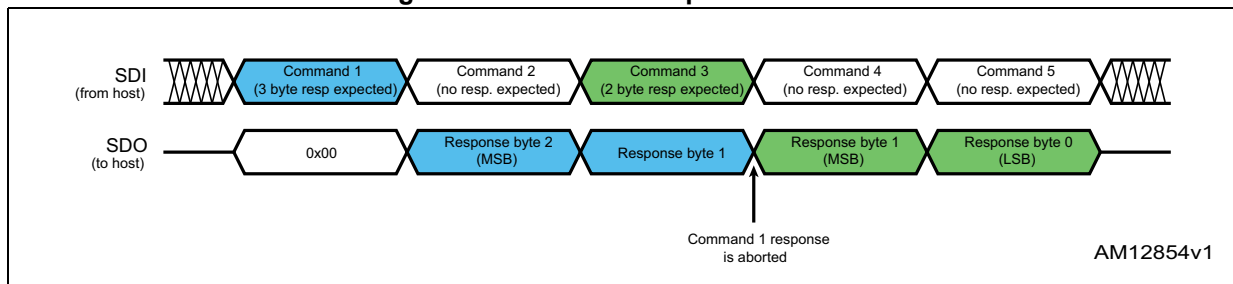 SDI
(from host)
Command 1
(3 byte resp expected)
Command 2
(no resp. expected)
Command 3
(2 byte resp expected)
Command 4
(no resp. expected)
Command 5
(no resp. expected)
SDO
(to host)
0x00
Response byte 2
(MSB)
Response byte 1
Response byte 1
(MSB)
Response byte 0
(LSB)
Command 1 response
is aborted
AM12854v1